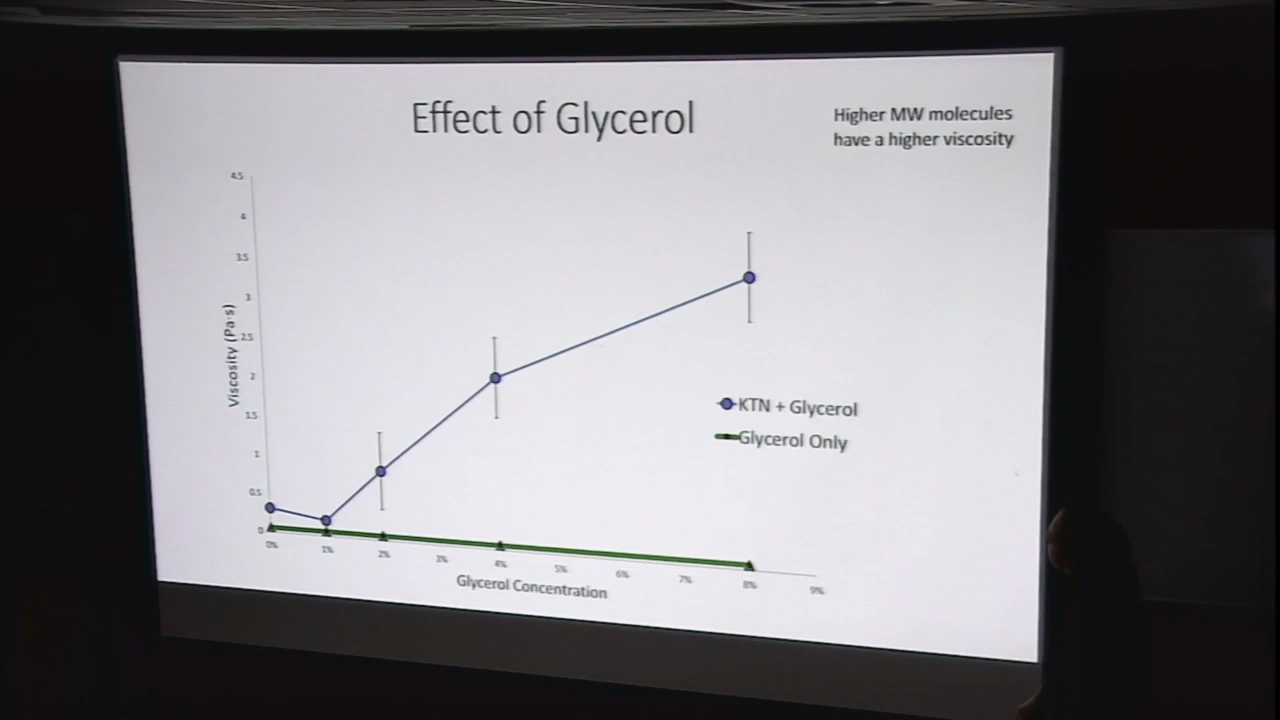 Effect of Glycerol
Higher MW molecules
have a higher viscosity
4.5
4
3.5
3
2.5
2
1.5
1
0.5
0
Viscosity (Pa·s)
KTN + Glycerol
Glycerol Only
0%
1%
2%
3%
4%
5%
6%
7%
8%
9%
Glycerol Concentration